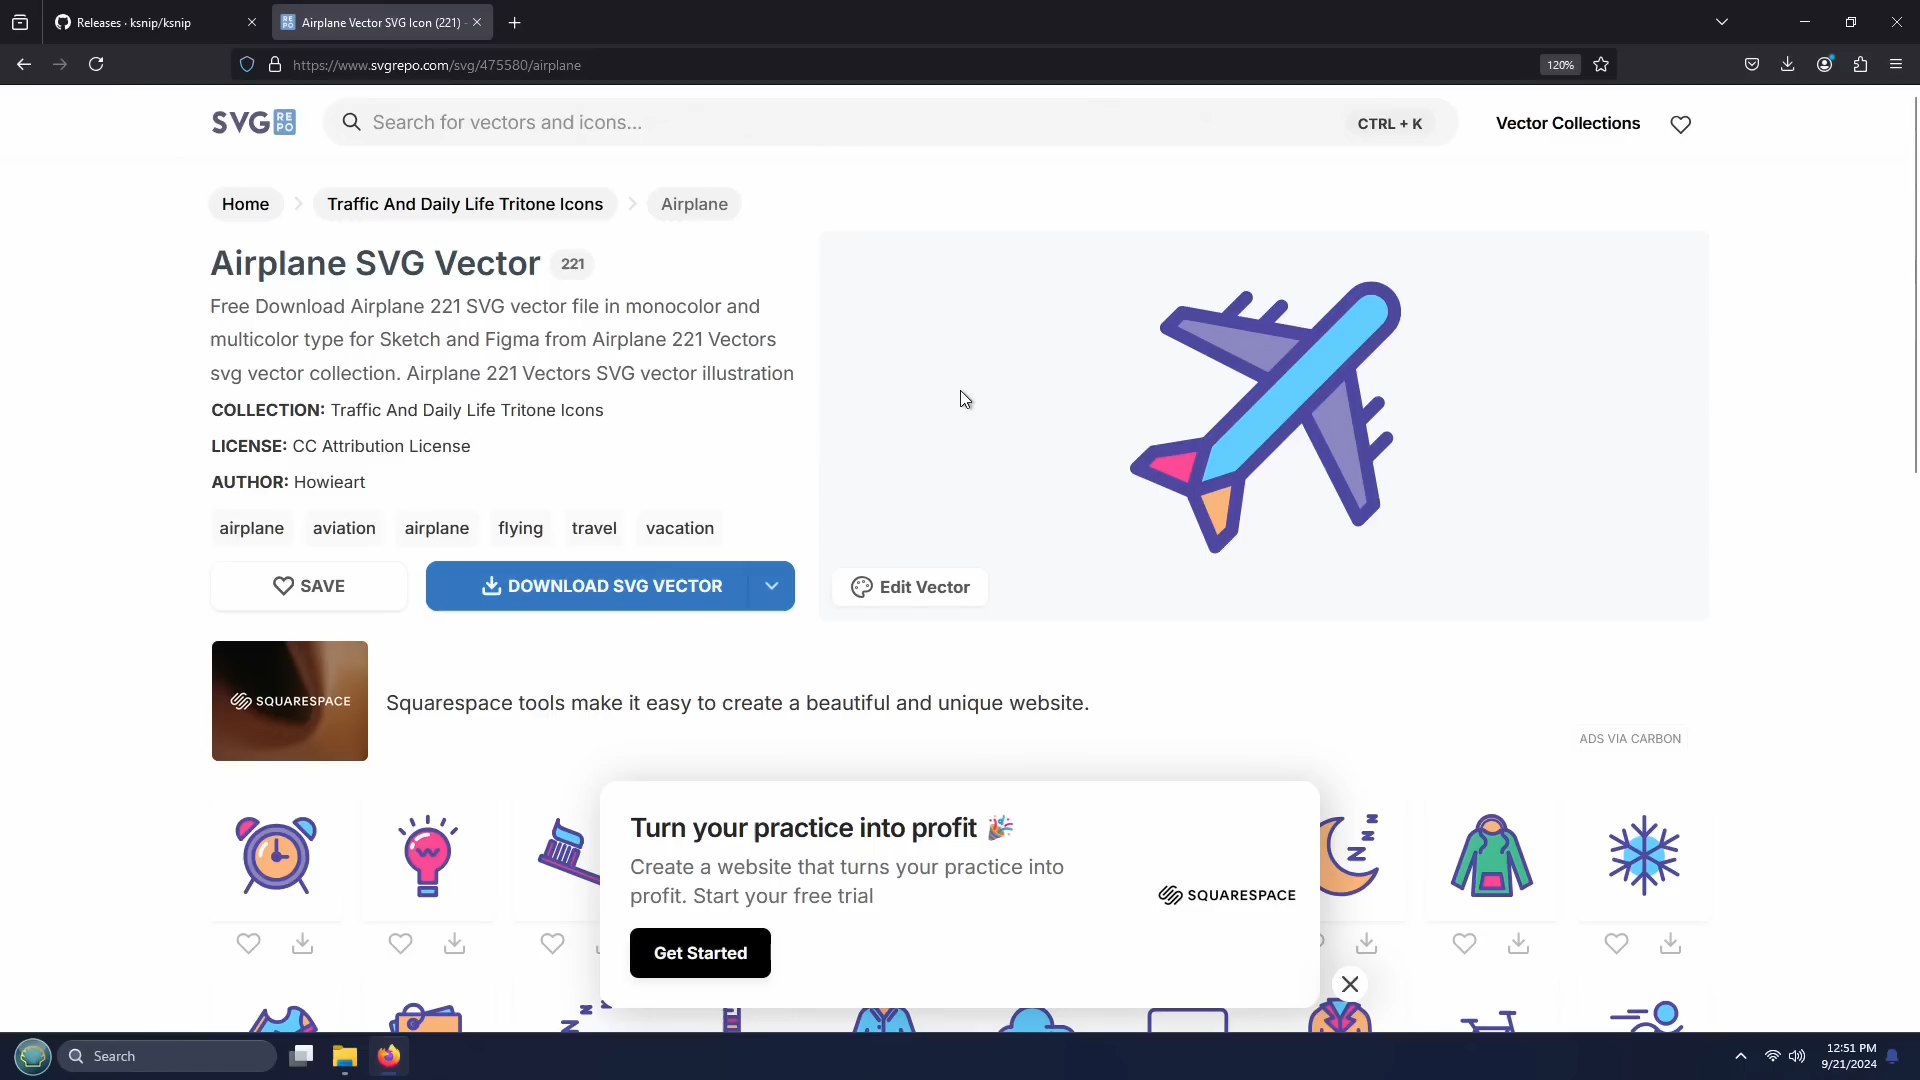 Releases · ksnip/ksnip
Airplane Vector SVG Icon (221) -
https://www.svgrepo.com/svg/475580/airplane
120%
SVG RE PO
Search for vectors and icons...
CTRL + K
Vector Collections
Home
Traffic And Daily Life Tritone Icons
Airplane
Airplane SVG Vector
221
Free Download Airplane 221 SVG vector file in monocolor and
multicolor type for Sketch and Figma from Airplane 221 Vectors
svg vector collection. Airplane 221 Vectors SVG vector illustration
COLLECTION: Traffic And Daily Life Tritone Icons
LICENSE: CC Attribution License
AUTHOR: Howieart
airplane
aviation
airplane
flying
travel
vacation
SAVE
DOWNLOAD SVG VECTOR
Edit Vector
SQUARESPACE
Squarespace tools make it easy to create a beautiful and unique website.
ADS VIA CARBON
Turn your practice into profit 🎉
Create a website that turns your practice into
profit. Start your free trial
SQUARESPACE
Get Started
Search
12:51 PM
9/21/2024